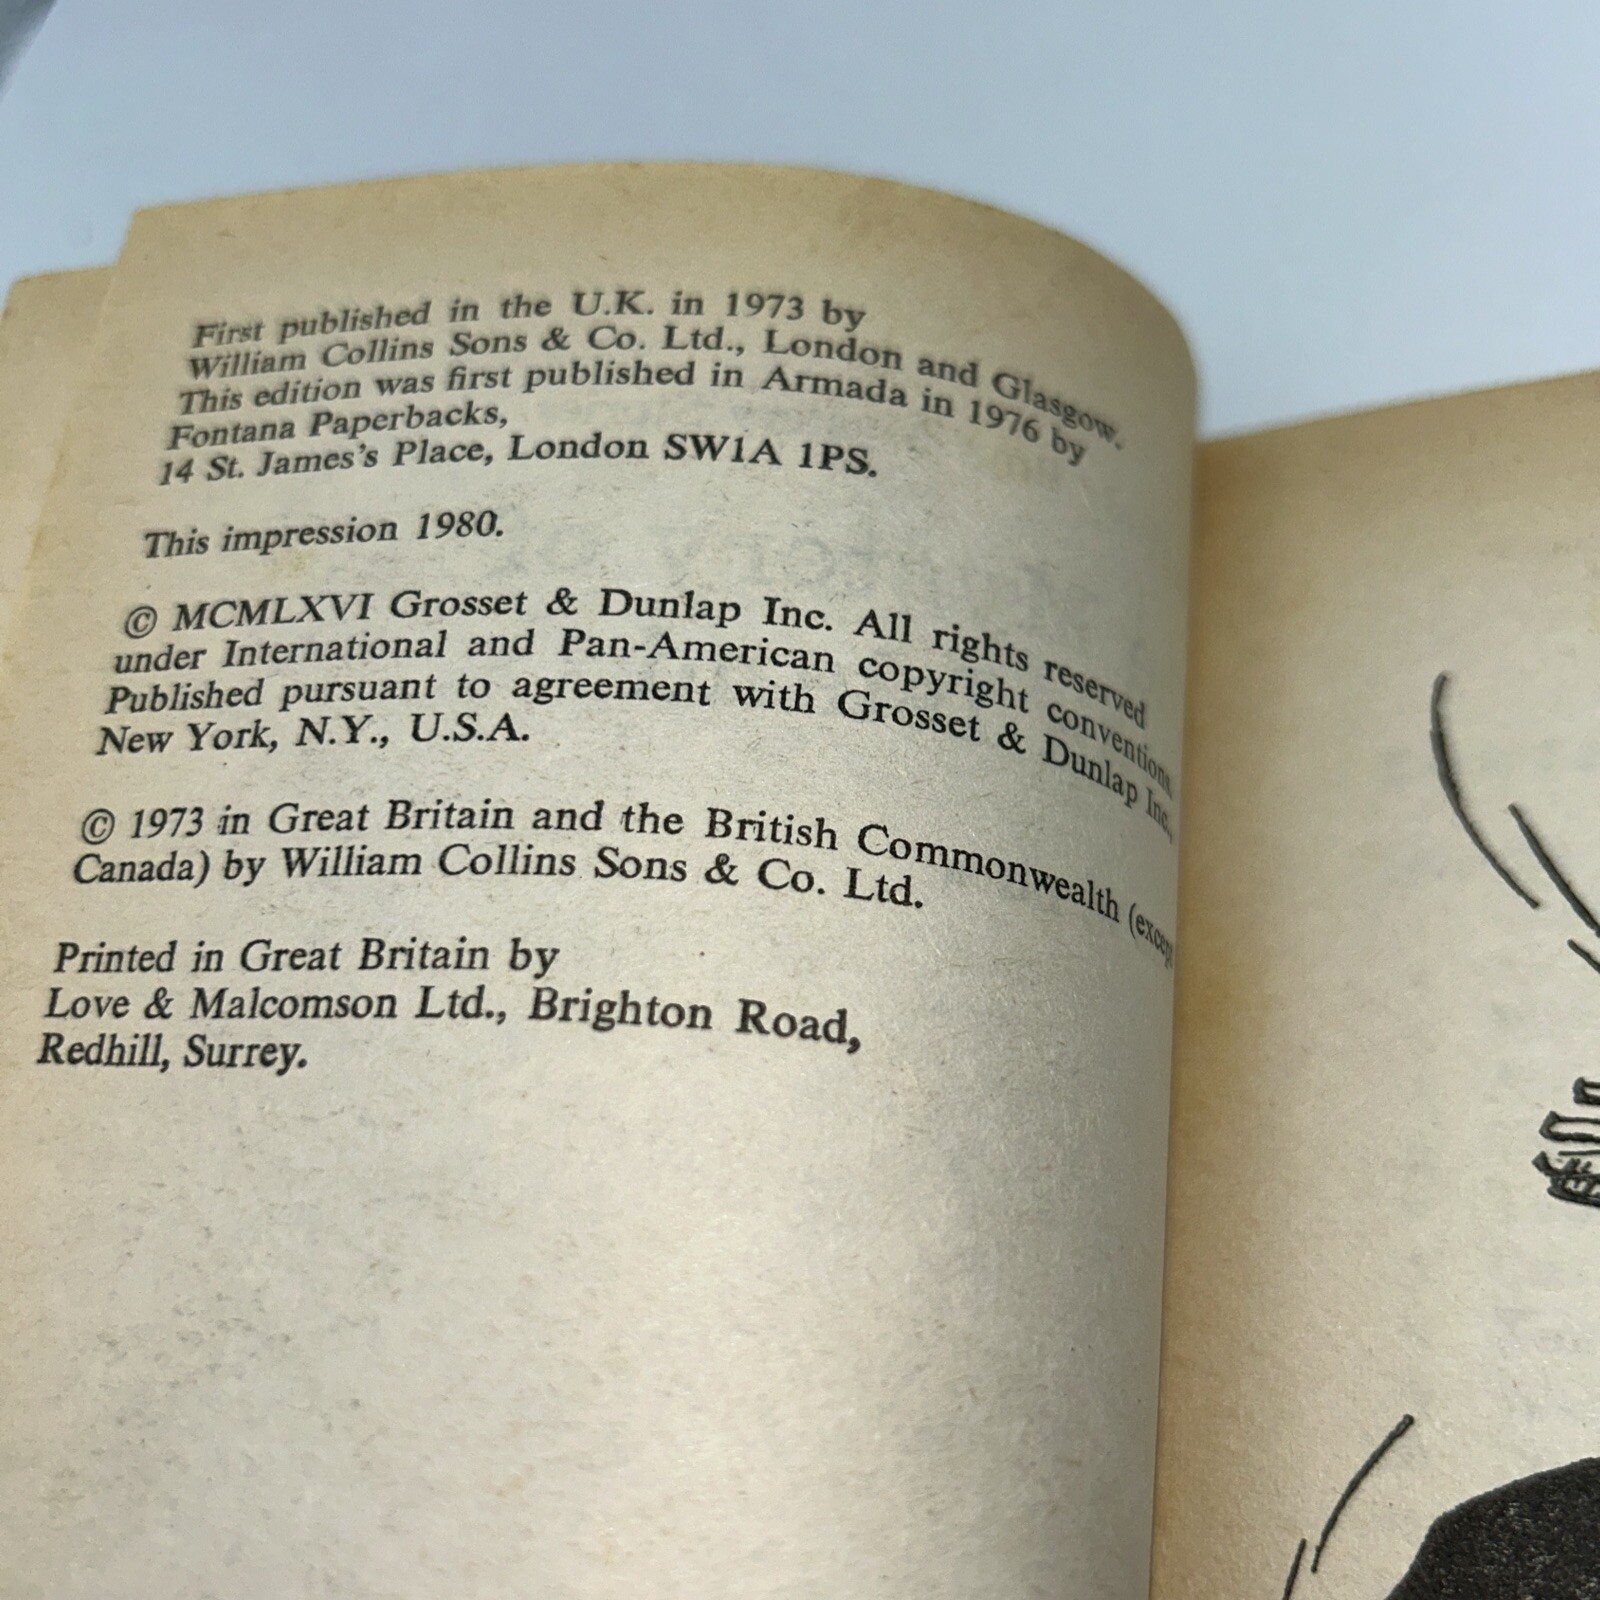 First published in the U.K. in 1973 by
William Collins Sons & Co. Ltd., London and Glasgow.
This edition was first published in Armada in 1976 by
Fontana Paperbacks,
14 St. James's Place, London SW1A 1PS.
This impression 1980.
© MCMLXVI Grosset & Dunlap Inc. All rights reserved
under International and Pan-American copyright conventions.
Published pursuant to agreement with Grosset & Dunlap Inc.,
New York, N.Y., U.S.A.
© 1973 in Great Britain and the British Commonwealth (except
Canada) by William Collins Sons & Co. Ltd.
Printed in Great Britain by
Love & Malcomson Ltd., Brighton Road,
Redhill, Surrey.